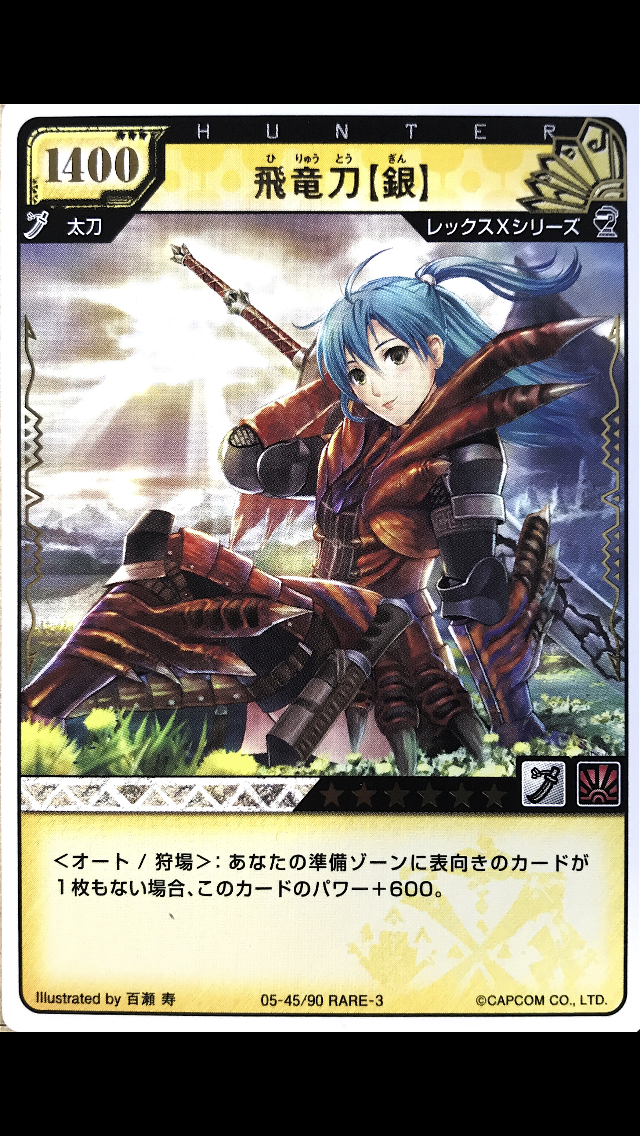 HUNTER
1400
ひ りゅう とう ぎん
飛竜刀【銀】
太刀
レックスXシリーズ
＜オート / 狩場＞：あなたの準備ゾーンに表向きのカードが
１枚もない場合、このカードのパワー＋600。
Illustrated by 百瀬 寿
05-45/90 RARE-3
©CAPCOM CO., LTD.